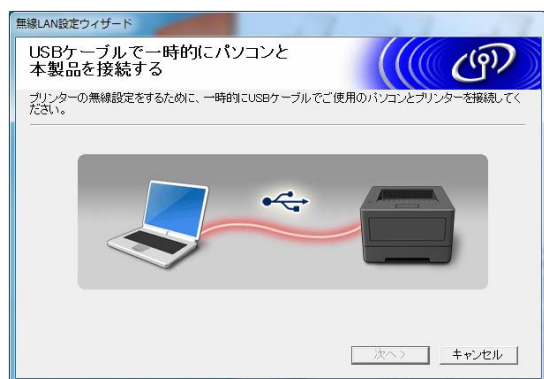 無線LAN設定ウィザード
USBケーブルで一時的にパソコンと
本製品を接続する
プリンターの無線設定をするために、一時的にUSBケーブルでご使用のパソコンとプリンターを接続してく
ださい。
次へ >
キャンセル